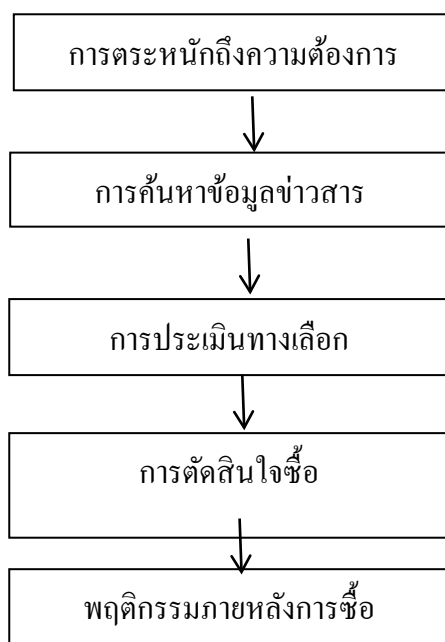 การตระหนักถึงความต้องการ
การค้นหาข้อมูลข่าวสาร
การประเมินทางเลือก
การตัดสินใจซื้อ
พฤติกรรมภายหลังการซื้อ